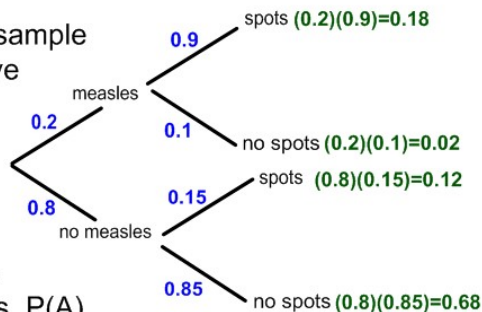 spots (0.2)(0.9)=0.18
sample
0.9
measles
0.2
0.1
no spots (0.2)(0.1)=0.02
spots (0.8)(0.15)=0.12
0.15
0.8
no measles
0.85
no spots (0.8)(0.85)=0.68
P(A)